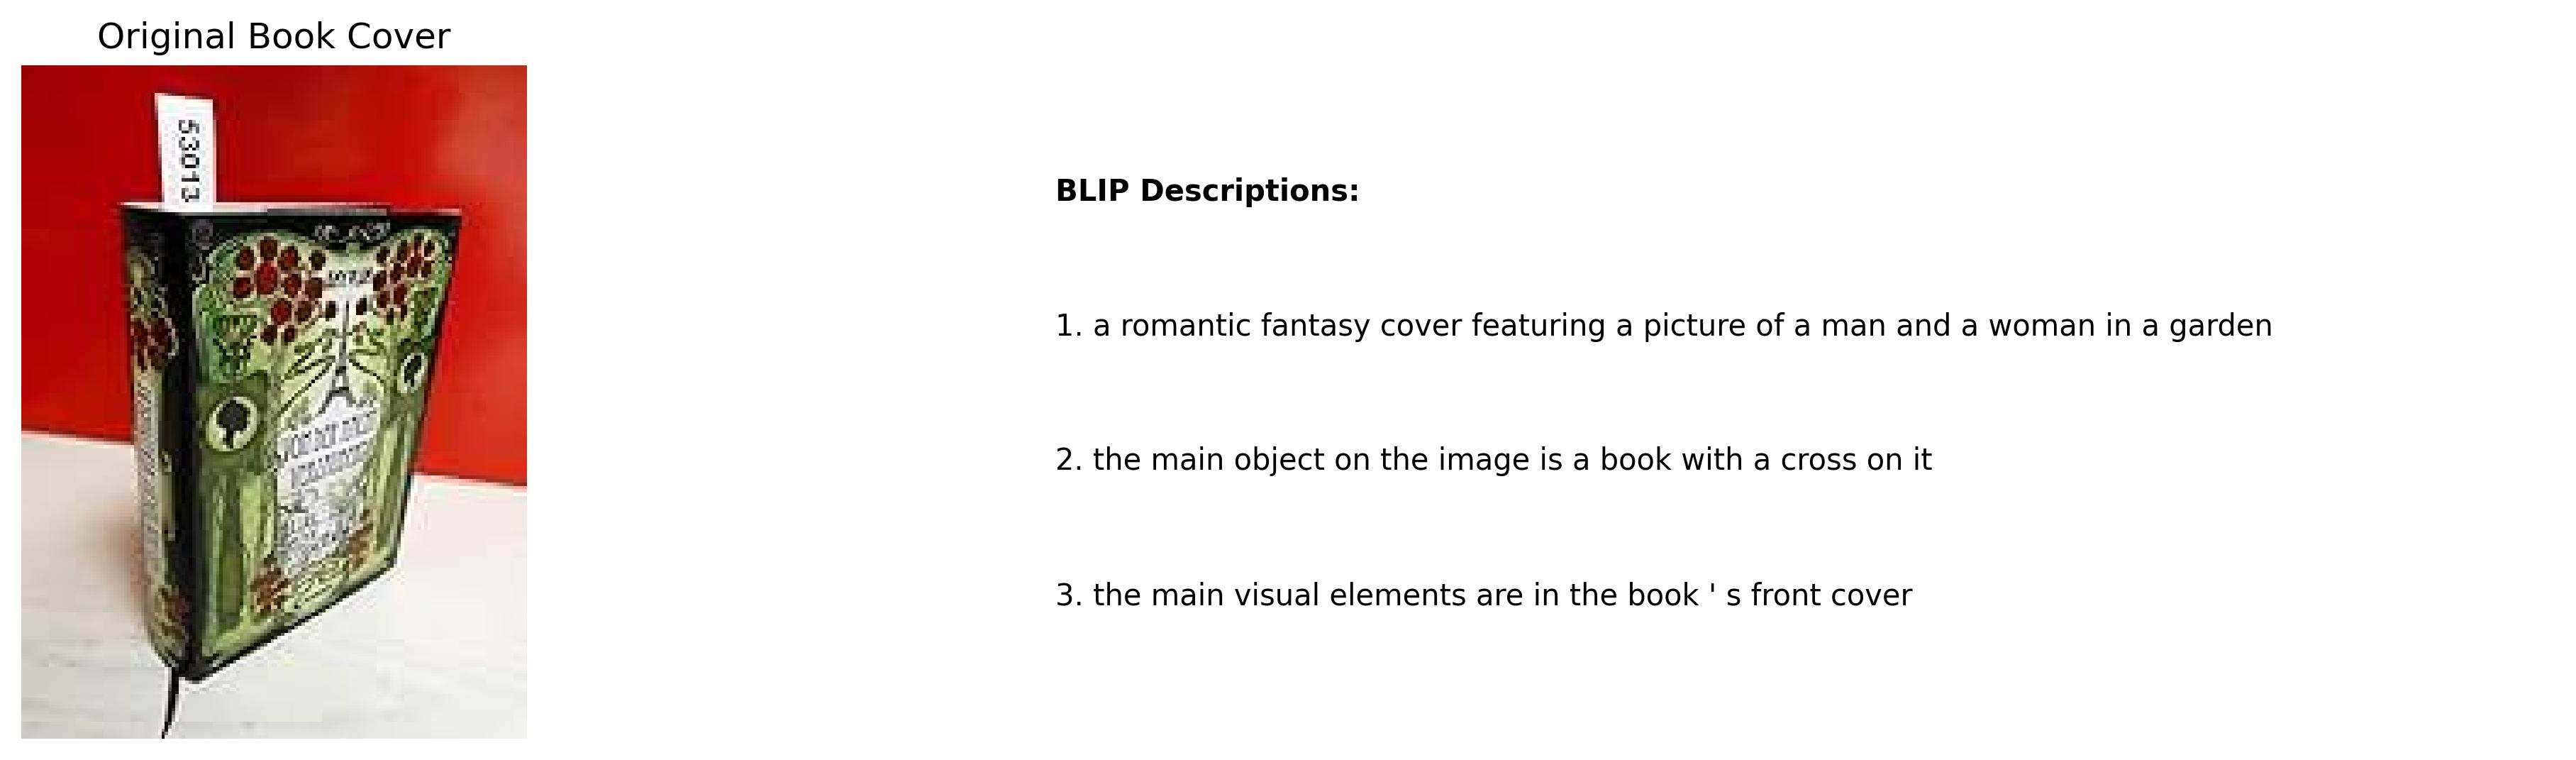 Original Book Cover
53013
BLIP Descriptions:
1. a romantic fantasy cover featuring a picture of a man and a woman in a garden
2. the main object on the image is a book with a cross on it
3. the main visual elements are in the book ' s front cover